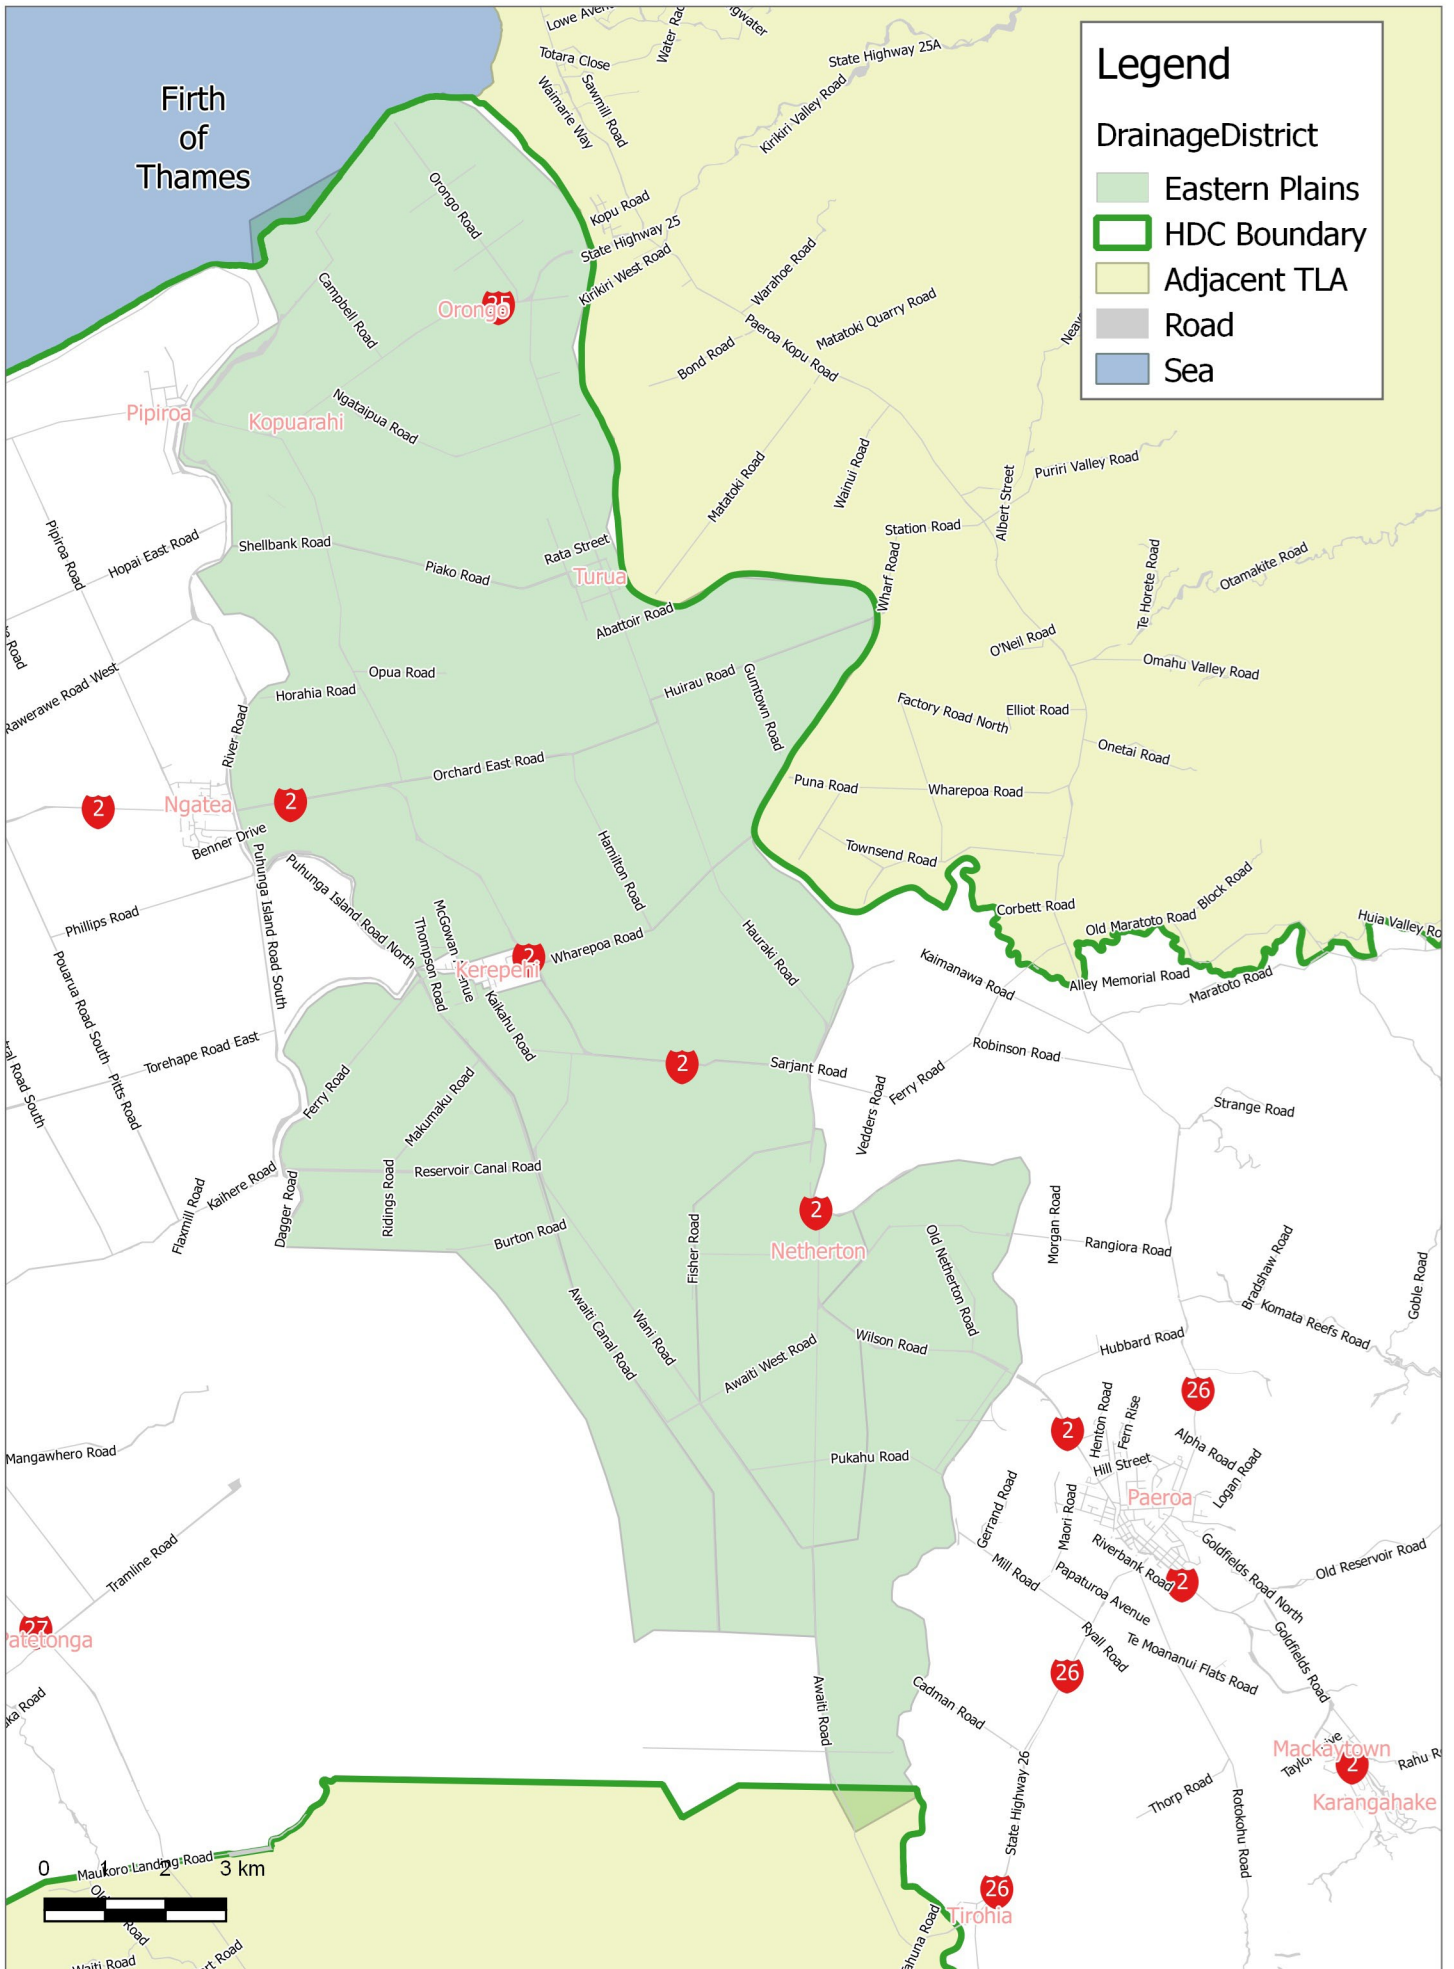 Firth
of
Thames
Legend
DrainageDistrict
Eastern Plains
HDC Boundary
Adjacent TLA
Road
Sea
Totara Close
Waimarie Way
Sawmill Road
State Highway 25A
Kirikiri Valley Road
Orongo Road
Kopu Road
State Highway 25
Kirikiri West Road
Warahoe Road
Campbell Road
Orongo
25
Matatoki Quarry Road
Paeroa Kopu Road
Bond Road
Pipiroa
Kopuarahi
Ngataipua Road
Matatoki Road
Wainui Road
Albert Street
Puriri Valley Road
Station Road
Pipiroa Road
Hopai East Road
Shellbank Road
Piako Road
Rata Street
Turua
Wharf Road
Te Horete Road
Otamakite Road
Abattoir Road
O'Neil Road
Omahu Valley Road
Rawerawe Road West
Opua Road
Horahia Road
Huirau Road
Gumtown Road
Factory Road North
Elliot Road
Onetai Road
River Road
Orchard East Road
Puna Road
Wharepoa Road
2
Ngatea
2
Benner Drive
Townsend Road
Hamilton Road
Puhunga Island Road North
Puhunga Island Road South
Phillips Road
Block Road
Corbett Road
Old Maratoto Road
Thompson Road
Wharepoa Road
Hauraki Road
2
Kerepehi
Kaimanawa Road
Alley Memorial Road
Maratoto Road
Pouarua Road South
Kaikahu Road
Torehape Road East
Pitts Road
Ferry Road
Makumaku Road
2
Sarjant Road
Robinson Road
Ferry Road
Vedders Road
Strange Road
Reservoir Canal Road
Ridings Road
Kaihere Road
Flaxmill Road
Dagger Road
Burton Road
Fisher Road
2
Netherton
Old Netherton Road
Morgan Road
Rangiora Road
Bradshaw Road
Goble Road
Komata Reefs Road
Awaiti Canal Road
Wani Road
Awaiti West Road
Wilson Road
Hubbard Road
26
2
Henton Road
Fern Rise
Alpha Road
Logan Road
Hill Street
Mangawhero Road
Pukahu Road
Paeroa
Gerrand Road
Maori Road
Mill Road
Riverbank Road
2
Goldfields Road North
Old Reservoir Road
Papaturoa Avenue
Tramline Road
27
Patetonga
Ryall Road
Te Moananui Flats Road
Goldfields Road
26
Awaiti Road
Cadman Road
State Highway 26
Thorp Road
Rotokohu Road
Mackaytown
2
Karangahake
Maukoro Landing Road
0 1 2 3 km
26
Tirohia